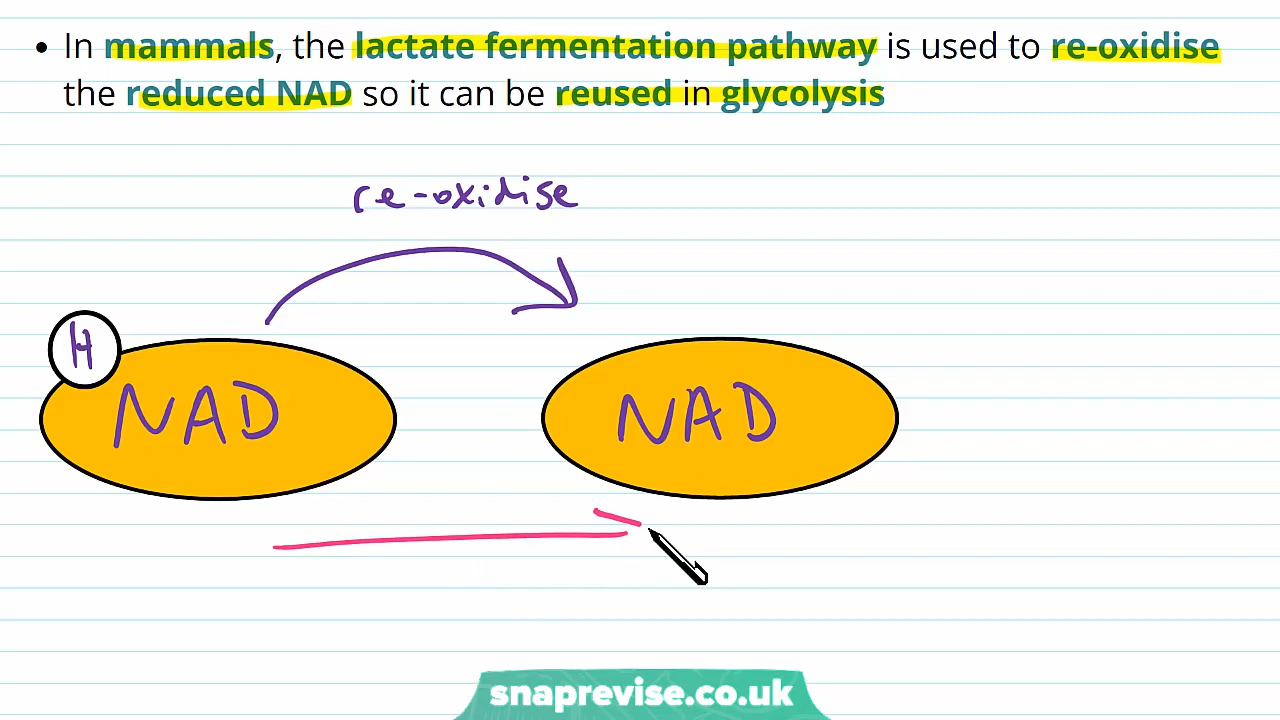 • In mammals, the lactate fermentation pathway is used to re-oxidise
the reduced NAD so it can be reused in glycolysis
re-oxidise
H
NAD
NAD
snaprevise.co.uk